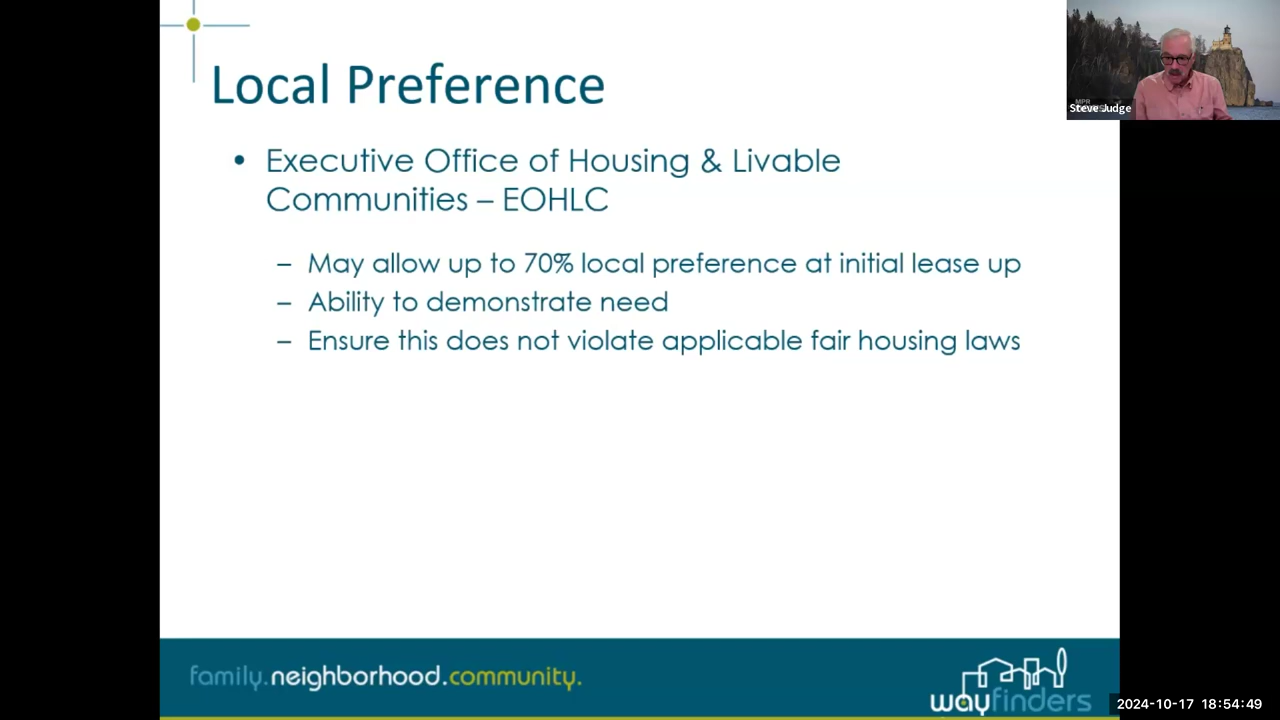 Local Preference
• Executive Office of Housing & Livable
Communities – EOHLC
– May allow up to 70% local preference at initial lease up
– Ability to demonstrate need
– Ensure this does not violate applicable fair housing laws
Steve Judge
family.neighborhood.community.
wayfinders
2024-10-17 18:54:49